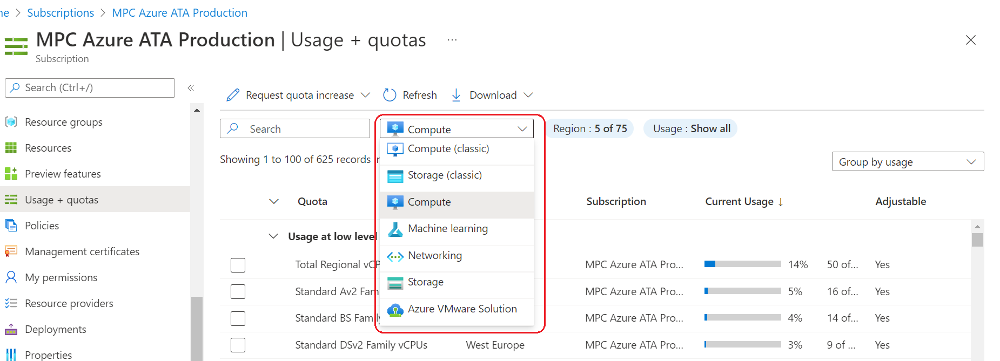 Subscriptions > MPC Azure ATA Production
MPC Azure ATA Production | Usage + quotas ...
Subscription
Search (Ctrl+/)
«
Resource groups
Resources
Preview features
Usage + quotas
Policies
Management certificates
My permissions
Resource providers
Deployments
Properties
Request quota increase
Refresh
Download
Search
Compute
Region : 5 of 75
Usage : Show all
Compute (classic)
Storage (classic)
Compute
Machine learning
Networking
Storage
Azure VMware Solution
Showing 1 to 100 of 625 records
Group by usage
Quota Subscription Current Usage ↓ Adjustable
Usage at low level
Total Regional MPC Azure ATA Pro... 14% 50 of... Yes
Standard Av2 MPC Azure ATA Pro... 5% 16 of... Yes
Standard BS MPC Azure ATA Pro... 4% 14 of... Yes
Standard DSv2 Family vCPUs West Europe MPC Azure ATA Pro... 3% 9 of ... Yes